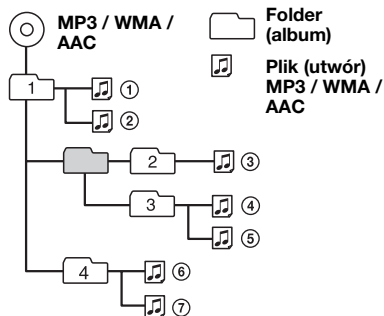 MP3 / WMA /
AAC
Folder
(album)
Plik (utwór)
MP3 / WMA /
AAC
1
①
②
2
③
3
④
⑤
4
⑥
⑦